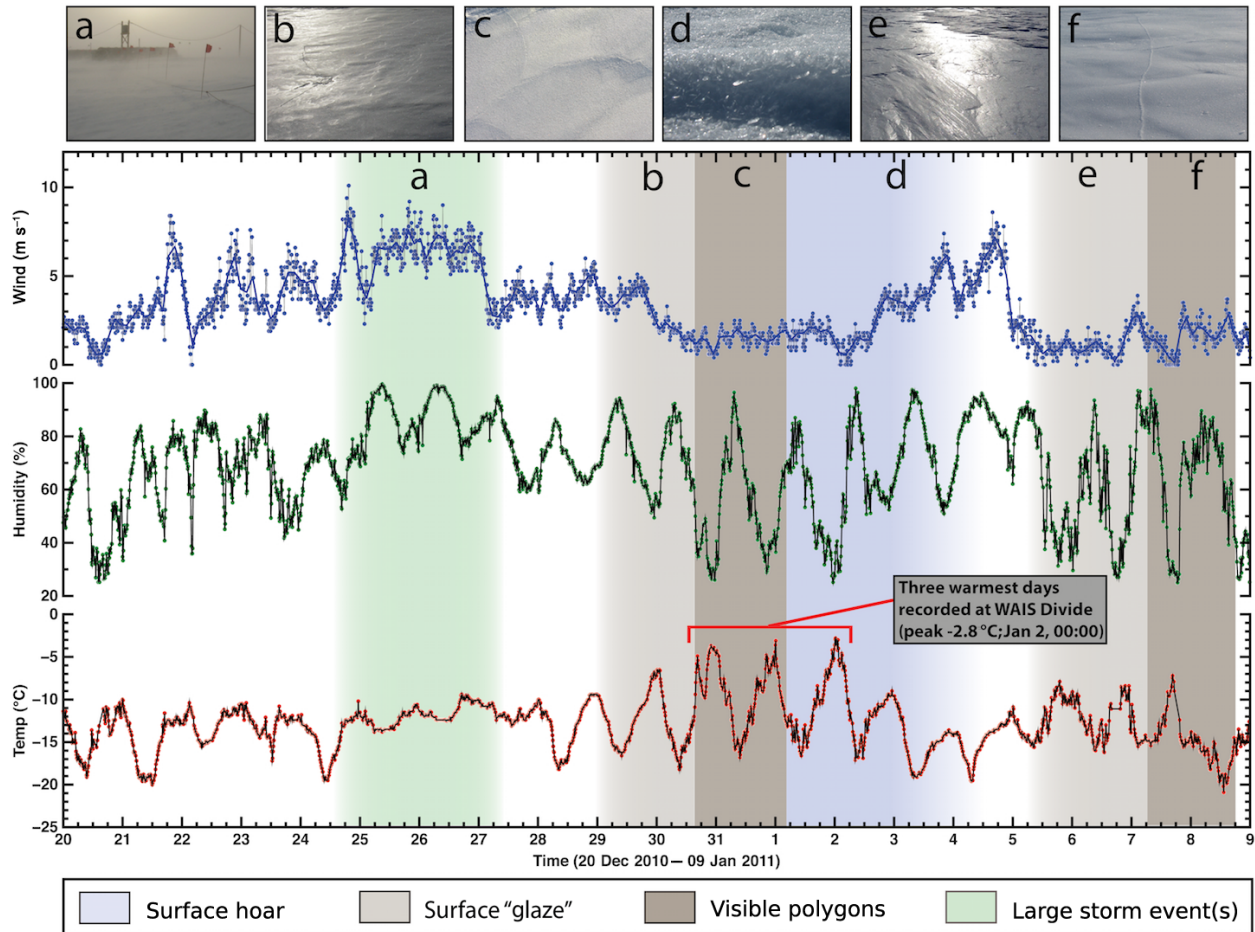 a
b
c
d
e
f
a
b
c
d
e
f
Wind (m s⁻¹)
10
5
0
Humidity (%)
100
80
60
40
20
Three warmest days
recorded at WAIS Divide
(peak -2.8 °C;Jan 2, 00:00)
Temp (°C)
0
−5
−10
−15
−20
−25
20 21 22 23 24 25 26 27 28 29 30 31 1 2 3 4 5 6 7 8 9
Time (20 Dec 2010 — 09 Jan 2011)
Surface hoar
Surface “glaze”
Visible polygons
Large storm event(s)